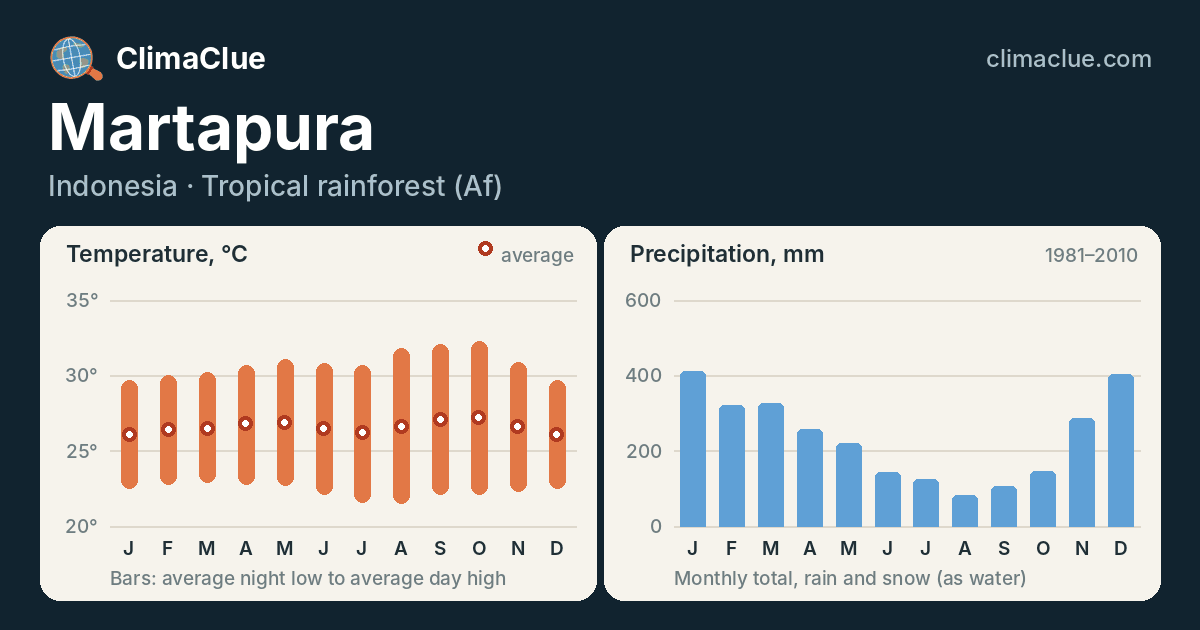 ClimaClue
climaclue.com
Martapura
Indonesia · Tropical rainforest (Af)
Temperature, °C
average
35°
30°
25°
20°
J F M A M J J A S O N D
Bars: average night low to average day high
Precipitation, mm
1981–2010
600
400
200
0
J F M A M J J A S O N D
Monthly total, rain and snow (as water)